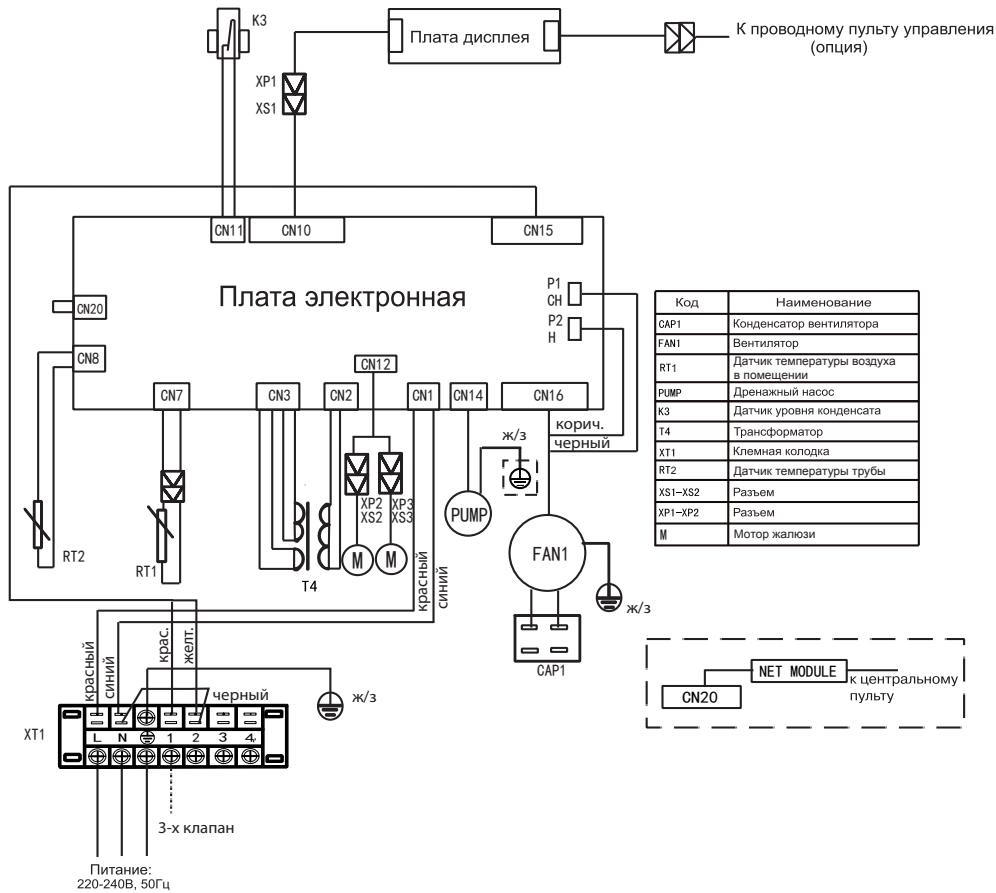 K3
Плата дисплея
К проводному пульту управления
(опция)
XP1
XS1
CN11
CN10
CN15
Плата электронная
P1
CH
P2
H
CN20
CN8
CN12
CN7
CN3
CN2
CN1
CN14
CN16
корич.
черный
ж/з
XP2
XS2
XP3
XS3
PUMP
M
M
FAN1
RT2
RT1
T4
красный
синий
ж/з
CAP1
Код Наименование
CAP1 Конденсатор вентилятора
FAN1 Вентилятор
RT1 Датчик температуры воздуха
в помещении
PUMP Дренажный насос
K3 Датчик уровня конденсата
T4 Трансформатор
XT1 Клемная колодка
RT2 Датчик температуры трубы
XS1-XS2 Разъем
XP1-XP2 Разъем
M Мотор жалюзи
красный
синий
крас.
желт.
черный
ж/з
XT1
L N 1 2 3 4
3-х клапан
Питание:
220-240В, 50Гц
NET MODULE
CN20
к центральному
пульту